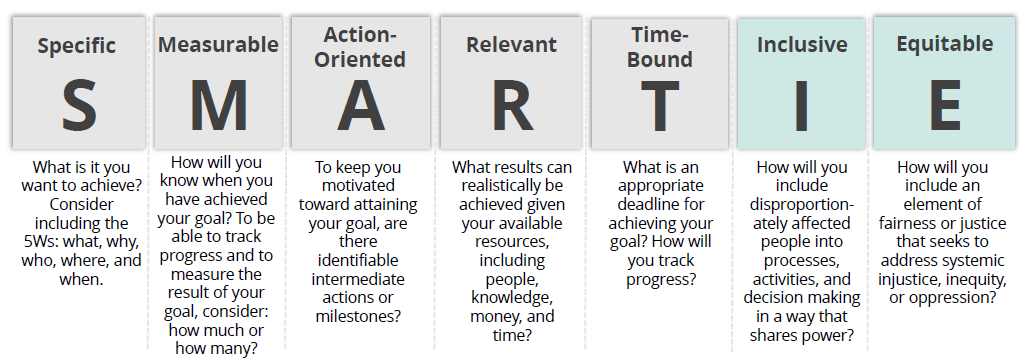 Specific
S
What is it you
want to achieve?
Consider
including the
5Ws: what, why,
who, where, and
when.
Measurable
M
How will you
know when you
have achieved
your goal? To be
able to track
progress and to
measure the
result of your
goal, consider:
how much or
how many?
Action-
Oriented
A
To keep you
motivated
toward attaining
your goal, are
there
identifiable
intermediate
actions or
milestones?
Relevant
R
What results can
realistically be
achieved given
your available
resources,
including
people,
knowledge,
money, and
time?
Time-
Bound
T
What is an
appropriate
deadline for
achieving your
goal? How will
you track
progress?
Inclusive
I
How will you
include
disproportion-
ately affected
people into
processes,
activities, and
decision making
in a way that
shares power?
Equitable
E
How will you
include an
element of
fairness or justice
that seeks to
address systemic
injustice, inequity,
or oppression?